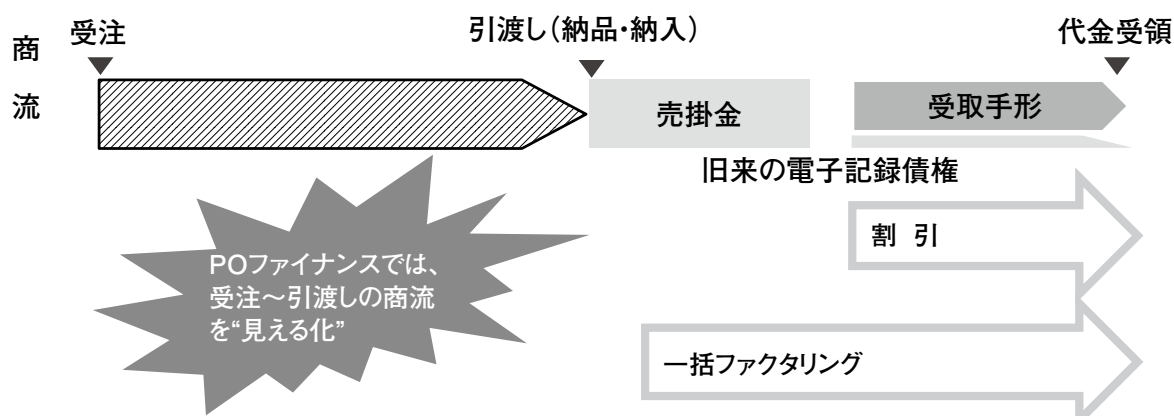 商流
受注
引渡し（納品・納入）
代金受領
売掛金
受取手形
旧来の電子記録債権
割 引
POファイナンスでは、
受注～引渡しの商流
を“見える化”
一括ファクタリング